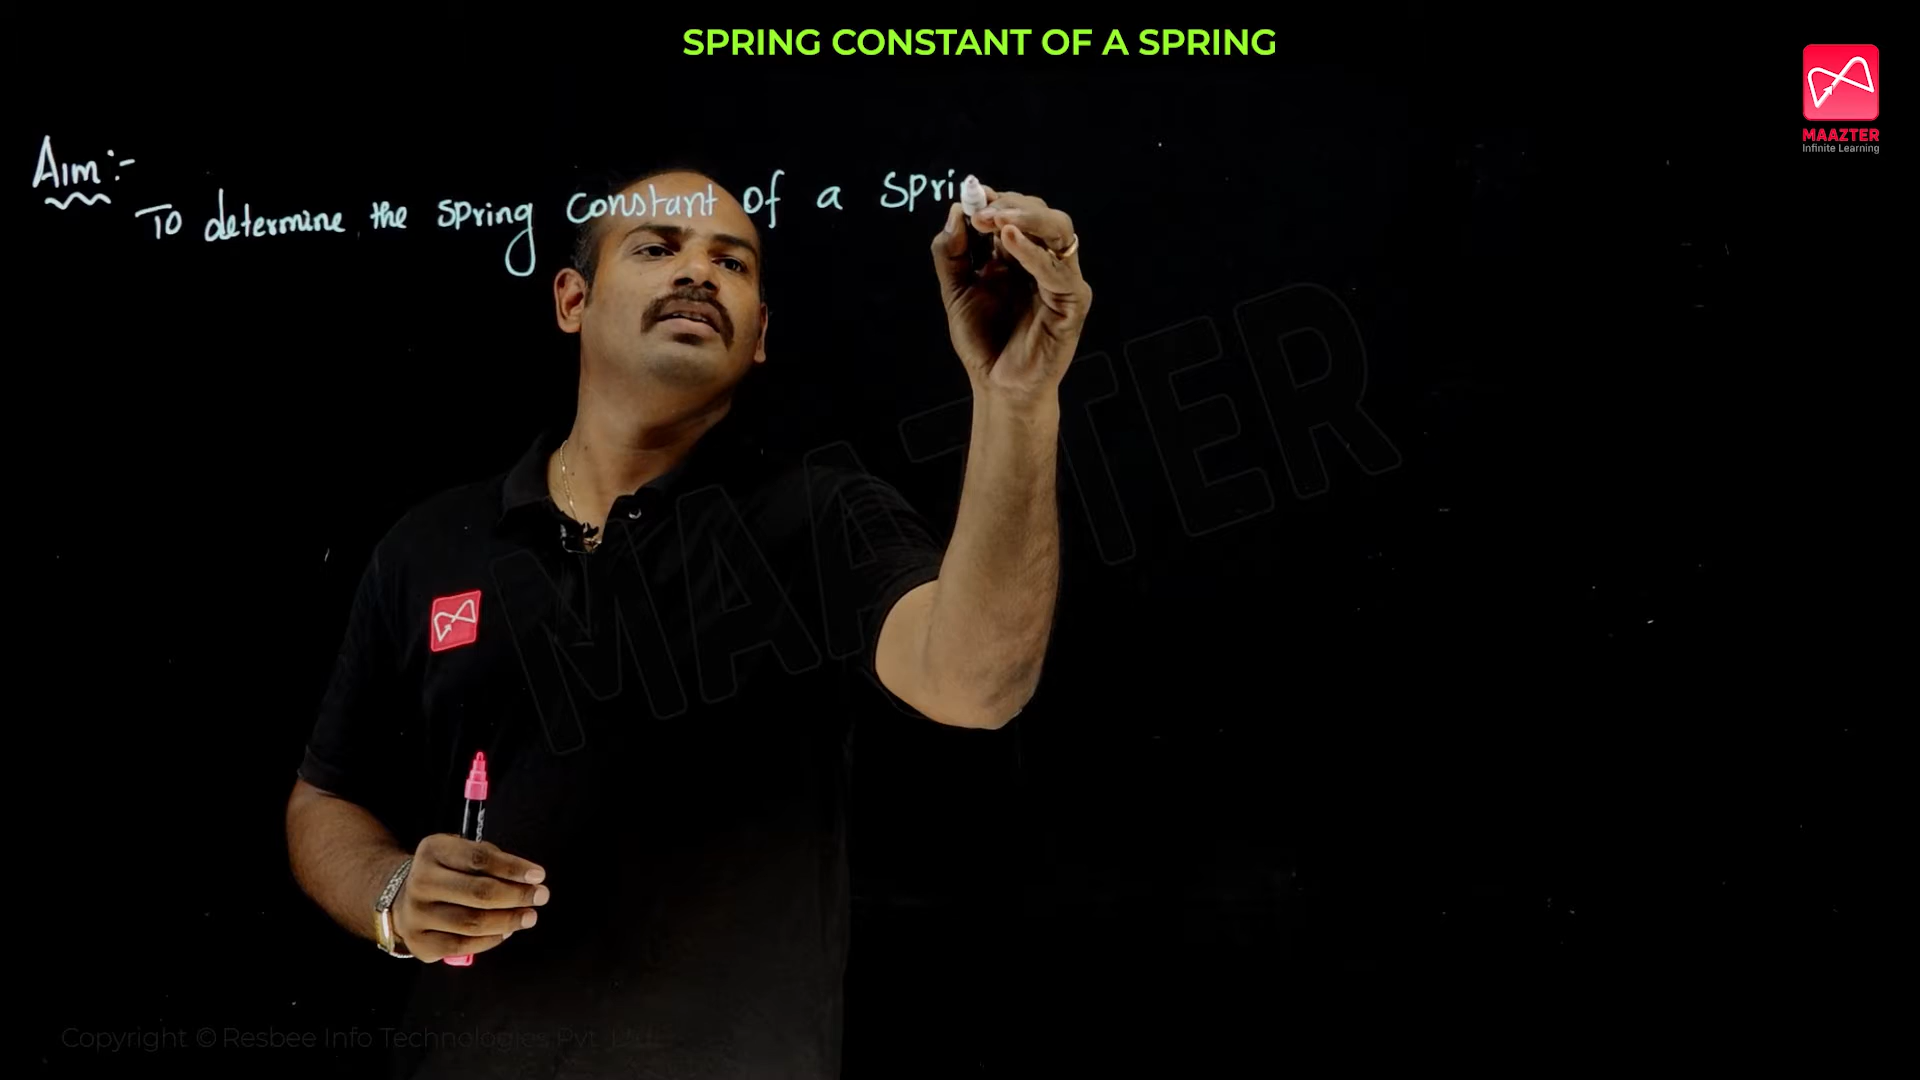 SPRING CONSTANT OF A SPRING
MAAZTER
Infinite Learning
Aim:-
To determine the spring constant of a spri
MAAZTER
Copyright © Resbee Info Technologies Pvt. Ltd